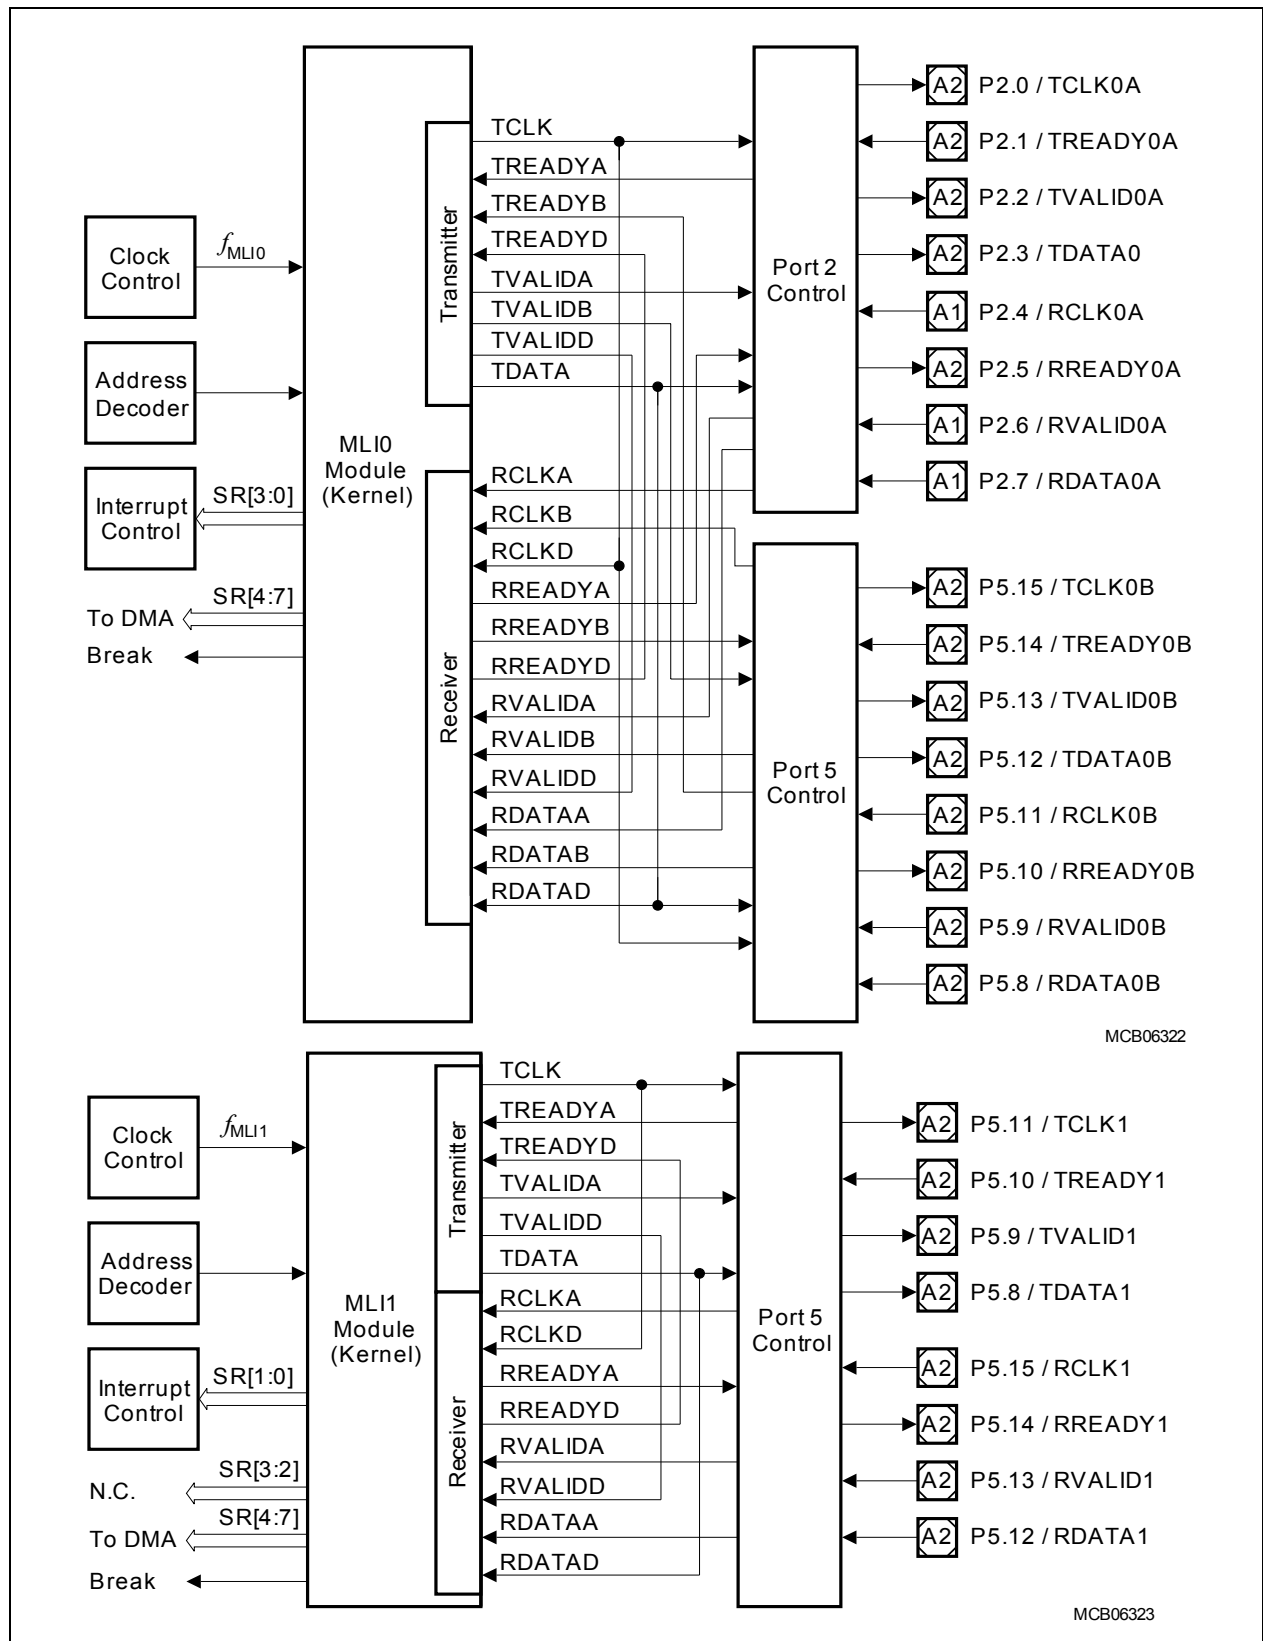 TCLK
TREADYA
TREADYB
TREADYD
TVALIDA
TVALIDB
TVALIDD
TDATA
Transmitter
Clock
Control
fMLI0
Address
Decoder
Interrupt
Control
SR[3:0]
To DMA
SR[4:7]
Break
MLI0
Module
(Kernel)
RCLKA
RCLKB
RCLKD
RREADYA
RREADYB
RREADYD
RVALIDA
RVALIDB
RVALIDD
RDATAA
RDATAB
RDATAD
Receiver
Port 2
Control
A2 P2.0 / TCLK0A
A2 P2.1 / TREADY0A
A2 P2.2 / TVALID0A
A2 P2.3 / TDATA0
A1 P2.4 / RCLK0A
A2 P2.5 / RREADY0A
A1 P2.6 / RVALID0A
A1 P2.7 / RDATA0A
Port 5
Control
A2 P5.15 / TCLK0B
A2 P5.14 / TREADY0B
A2 P5.13 / TVALID0B
A2 P5.12 / TDATA0B
A2 P5.11 / RCLK0B
A2 P5.10 / RREADY0B
A2 P5.9 / RVALID0B
A2 P5.8 / RDATA0B
MCB06322
TCLK
TREADYA
TREADYD
TVALIDA
TVALIDD
TDATA
Transmitter
Clock
Control
fMLI1
Address
Decoder
Interrupt
Control
SR[1:0]
N.C.
SR[3:2]
To DMA
SR[4:7]
Break
MLI1
Module
(Kernel)
RCLKA
RCLKD
RREADYA
RREADYD
RVALIDA
RVALIDD
RDATAA
RDATAD
Receiver
Port 5
Control
A2 P5.11 / TCLK1
A2 P5.10 / TREADY1
A2 P5.9 / TVALID1
A2 P5.8 / TDATA1
A2 P5.15 / RCLK1
A2 P5.14 / RREADY1
A2 P5.13 / RVALID1
A2 P5.12 / RDATA1
MCB06323